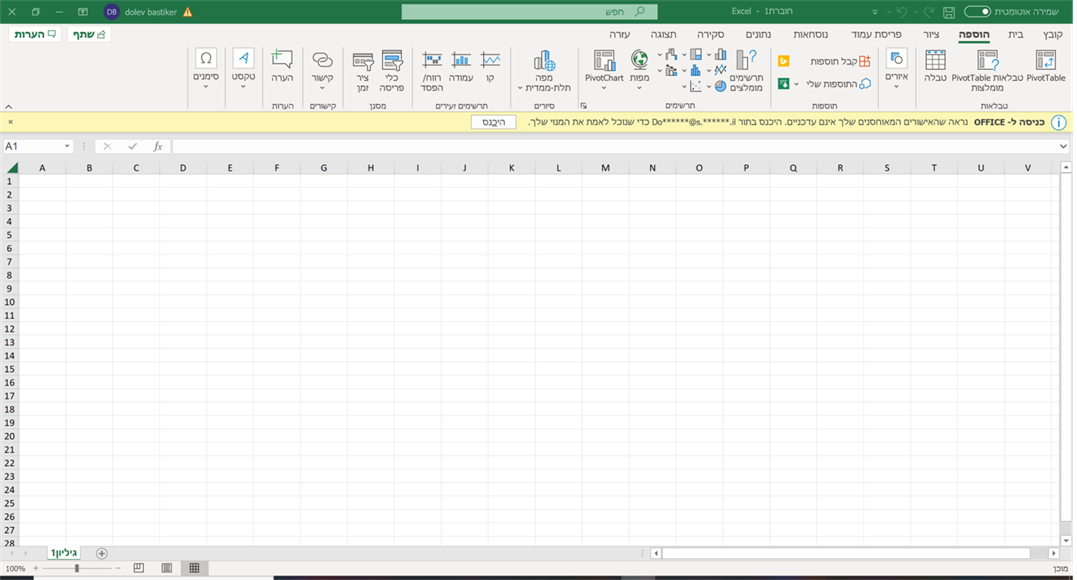 שמירה אוטומטית
חוברת1 - Excel
חפש
dolev bastiker
DB
קובץ בית הוספה ציור פריסת עמוד נוסחאות נתונים סקירה תצוגה עזרה
שתף
הערות
PivotTable
טבלאות PivotTable מומלצות
טבלה
איורים
קבל תוספות
התוספות שלי
תרשימים מומלצים
מפות
PivotChart
מפה תלת-ממדית
קו
עמודה
רווח/הפסד
כלי פריסה
ציר זמן
קישור
הערה
טקסט
סימנים
טבלאות
תוספות
תרשימים
סיורים
תרשימים זעירים
מסנן
קישורים
הערות
כניסה ל- OFFICE נראה שהאישורים המאוחסנים שלך אינם עדכניים. היכנס בתור Do******@s.******.il כדי שנוכל לאמת את המנוי שלך.
היכנס
A1
fx
A B C D E F G H I J K L M N O P Q R S T U V
1
2
3
4
5
6
7
8
9
10
11
12
13
14
15
16
17
18
19
20
21
22
23
24
25
26
27
28
גיליון1
מוכן
100%